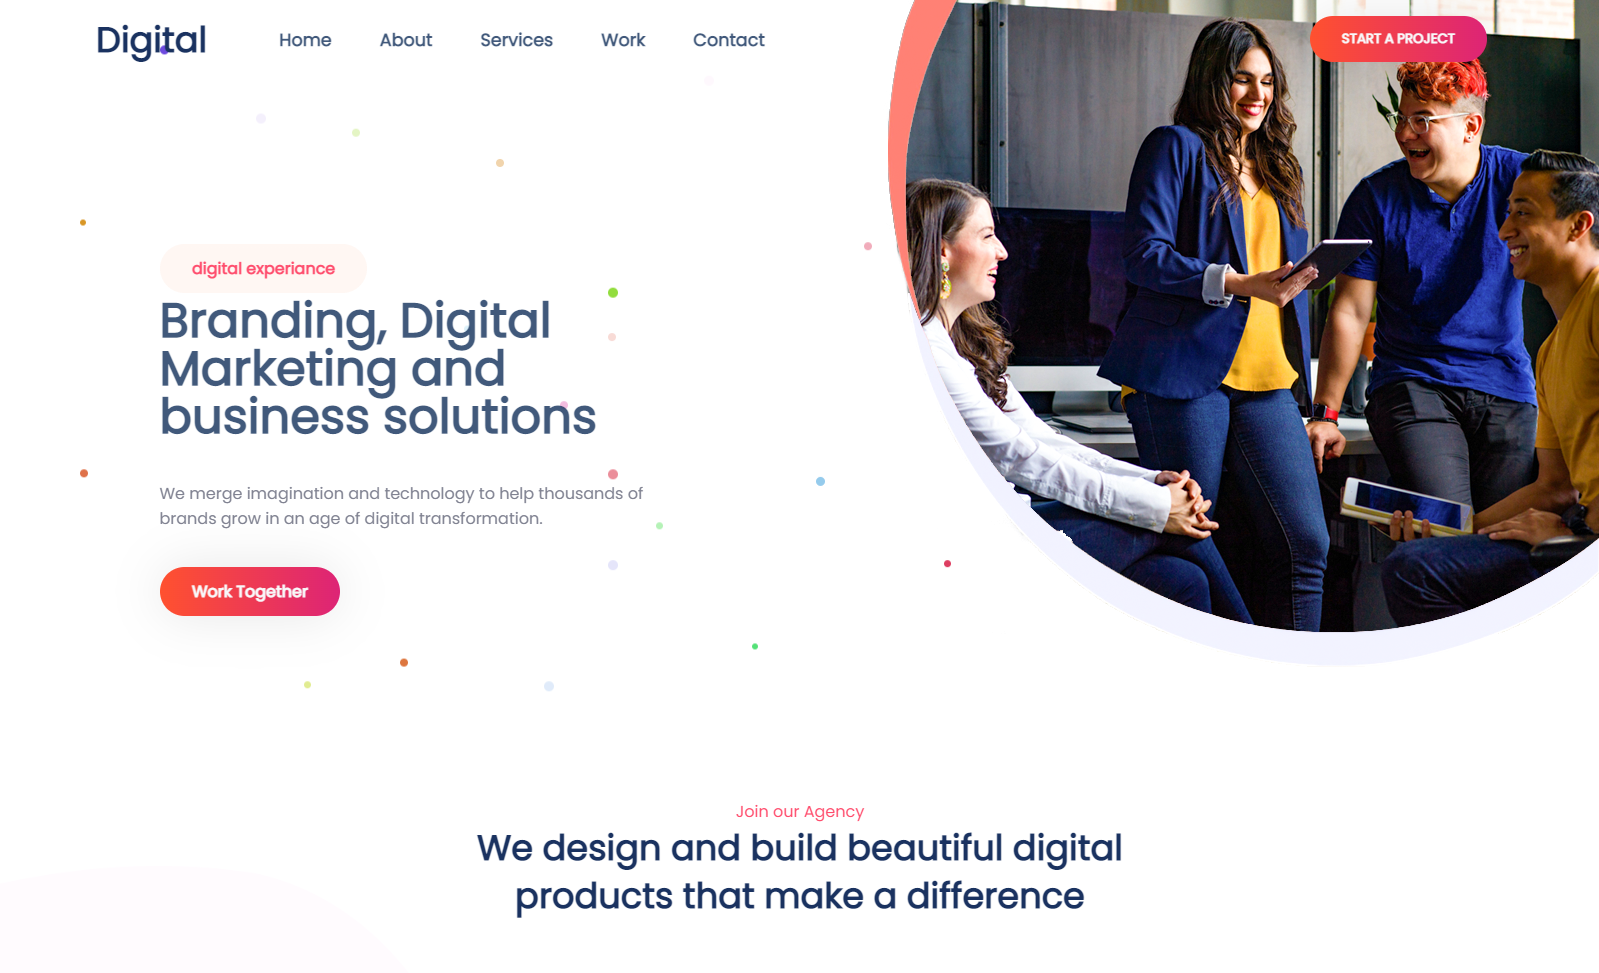 Digital
Home
About
Services
Work
Contact
START A PROJECT
digital experiance
Branding, Digital
Marketing and
business solutions
We merge imagination and technology to help thousands of
brands grow in an age of digital transformation.
Work Together
Join our Agency
We design and build beautiful digital
products that make a difference